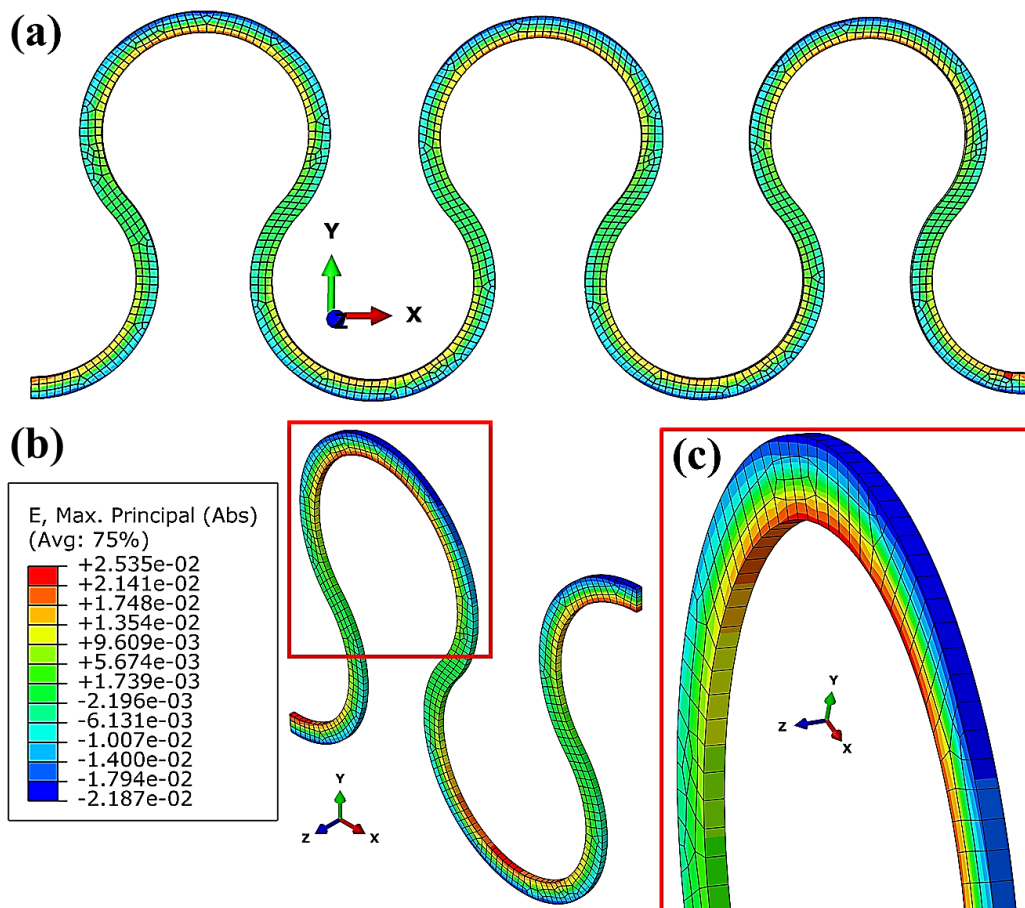 (a)
Y
Z
X
(b)
(c)
E, Max. Principal (Abs)
(Avg: 75%)
+2.535e-02
+2.141e-02
+1.748e-02
+1.354e-02
+9.609e-03
+5.674e-03
+1.739e-03
-2.196e-03
-6.131e-03
-1.007e-02
-1.400e-02
-1.794e-02
-2.187e-02
Y
Z
X
Y
Z
X